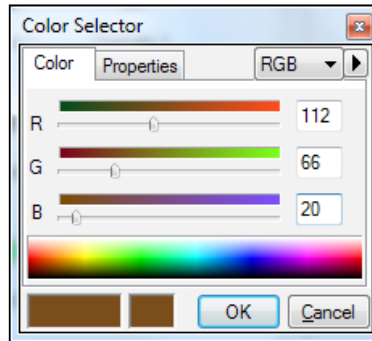 Color Selector
Color Properties RGB
R 112
G 66
B 20
OK Cancel